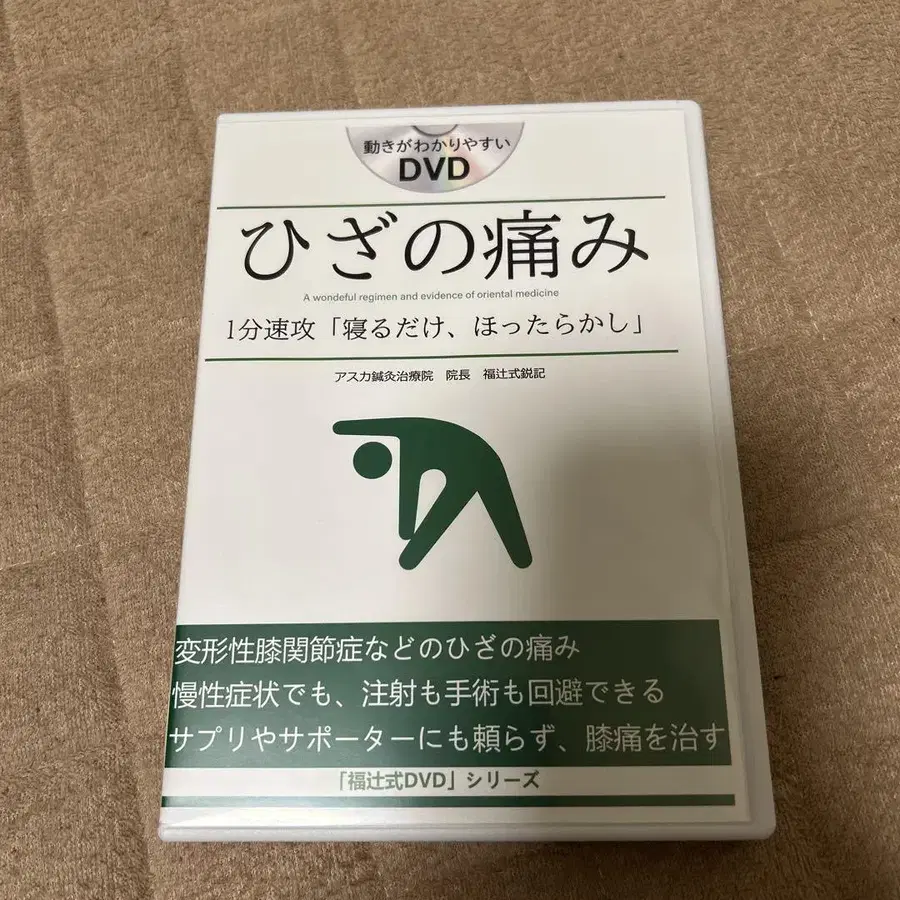 動きがわかりやすい
DVD
ひざの痛み
A wondeful regimen and evidence of oriental medicine
1分速攻「寝るだけ、ほったらかし」
アスカ鍼灸治療院 院長 福辻式鋭記
変形性膝関節症などのひざの痛み
慢性症状でも、注射も手術も回避できる
サプリやサポーターにも頼らず、膝痛を治す
「福辻式DVD」シリーズ